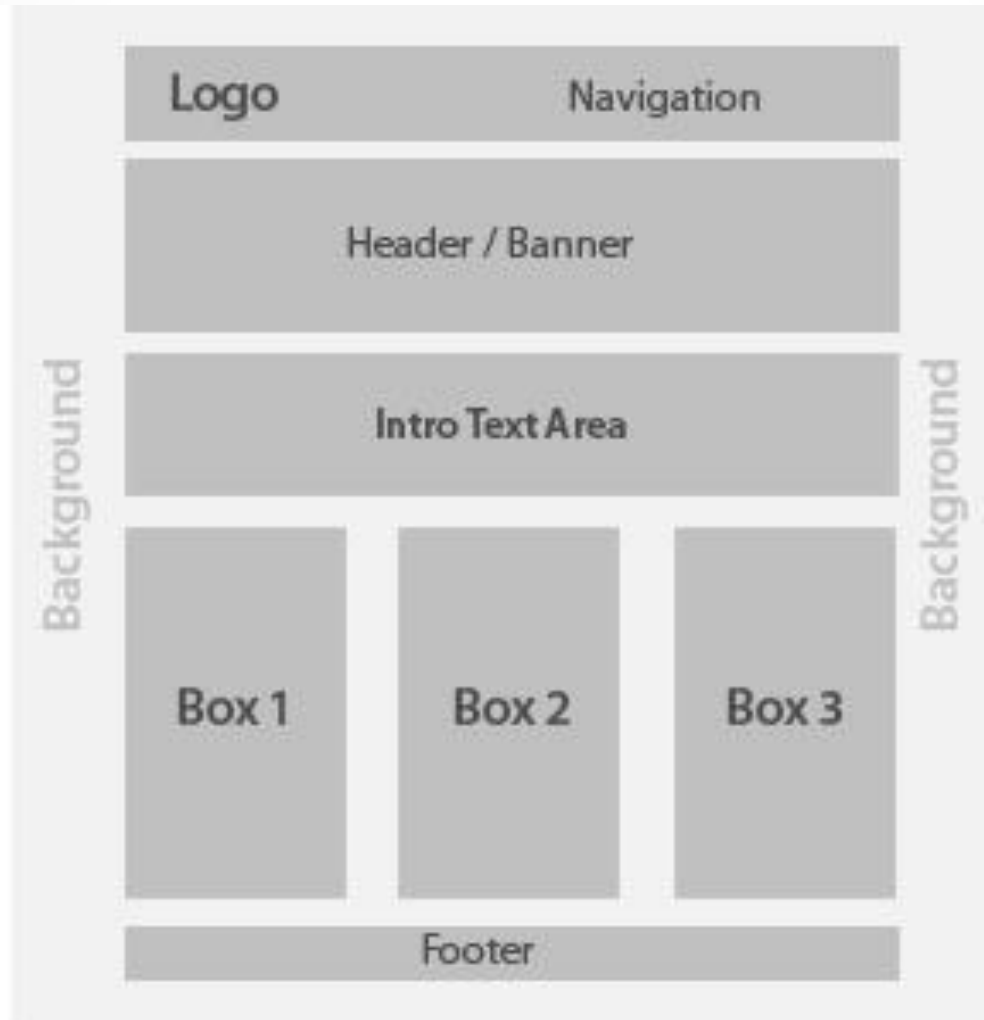 Logo
Navigation
Header / Banner
Background
Intro Text Area
Background
Box 1
Box 2
Box 3
Footer